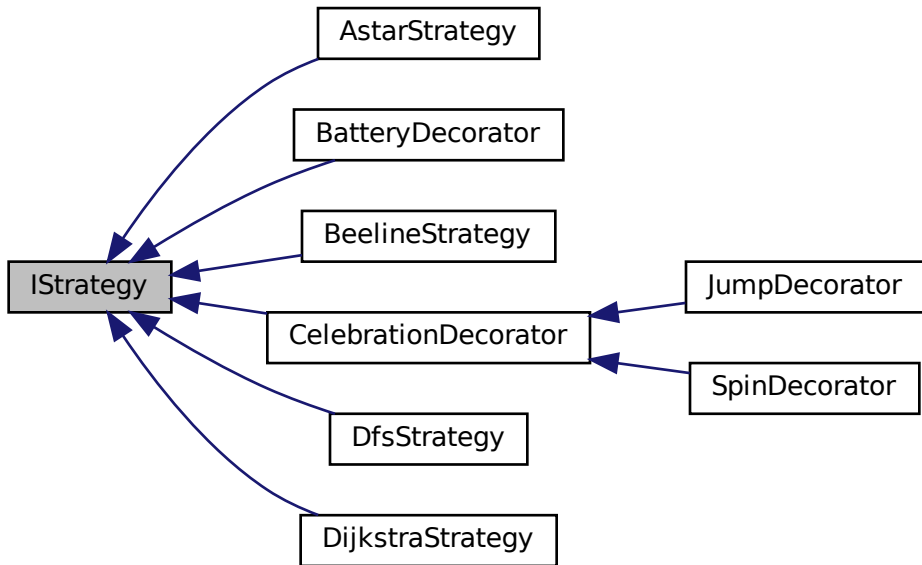 AstarStrategy
BatteryDecorator
BeelineStrategy
IStrategy
JumpDecorator
CelebrationDecorator
SpinDecorator
DfsStrategy
DijkstraStrategy